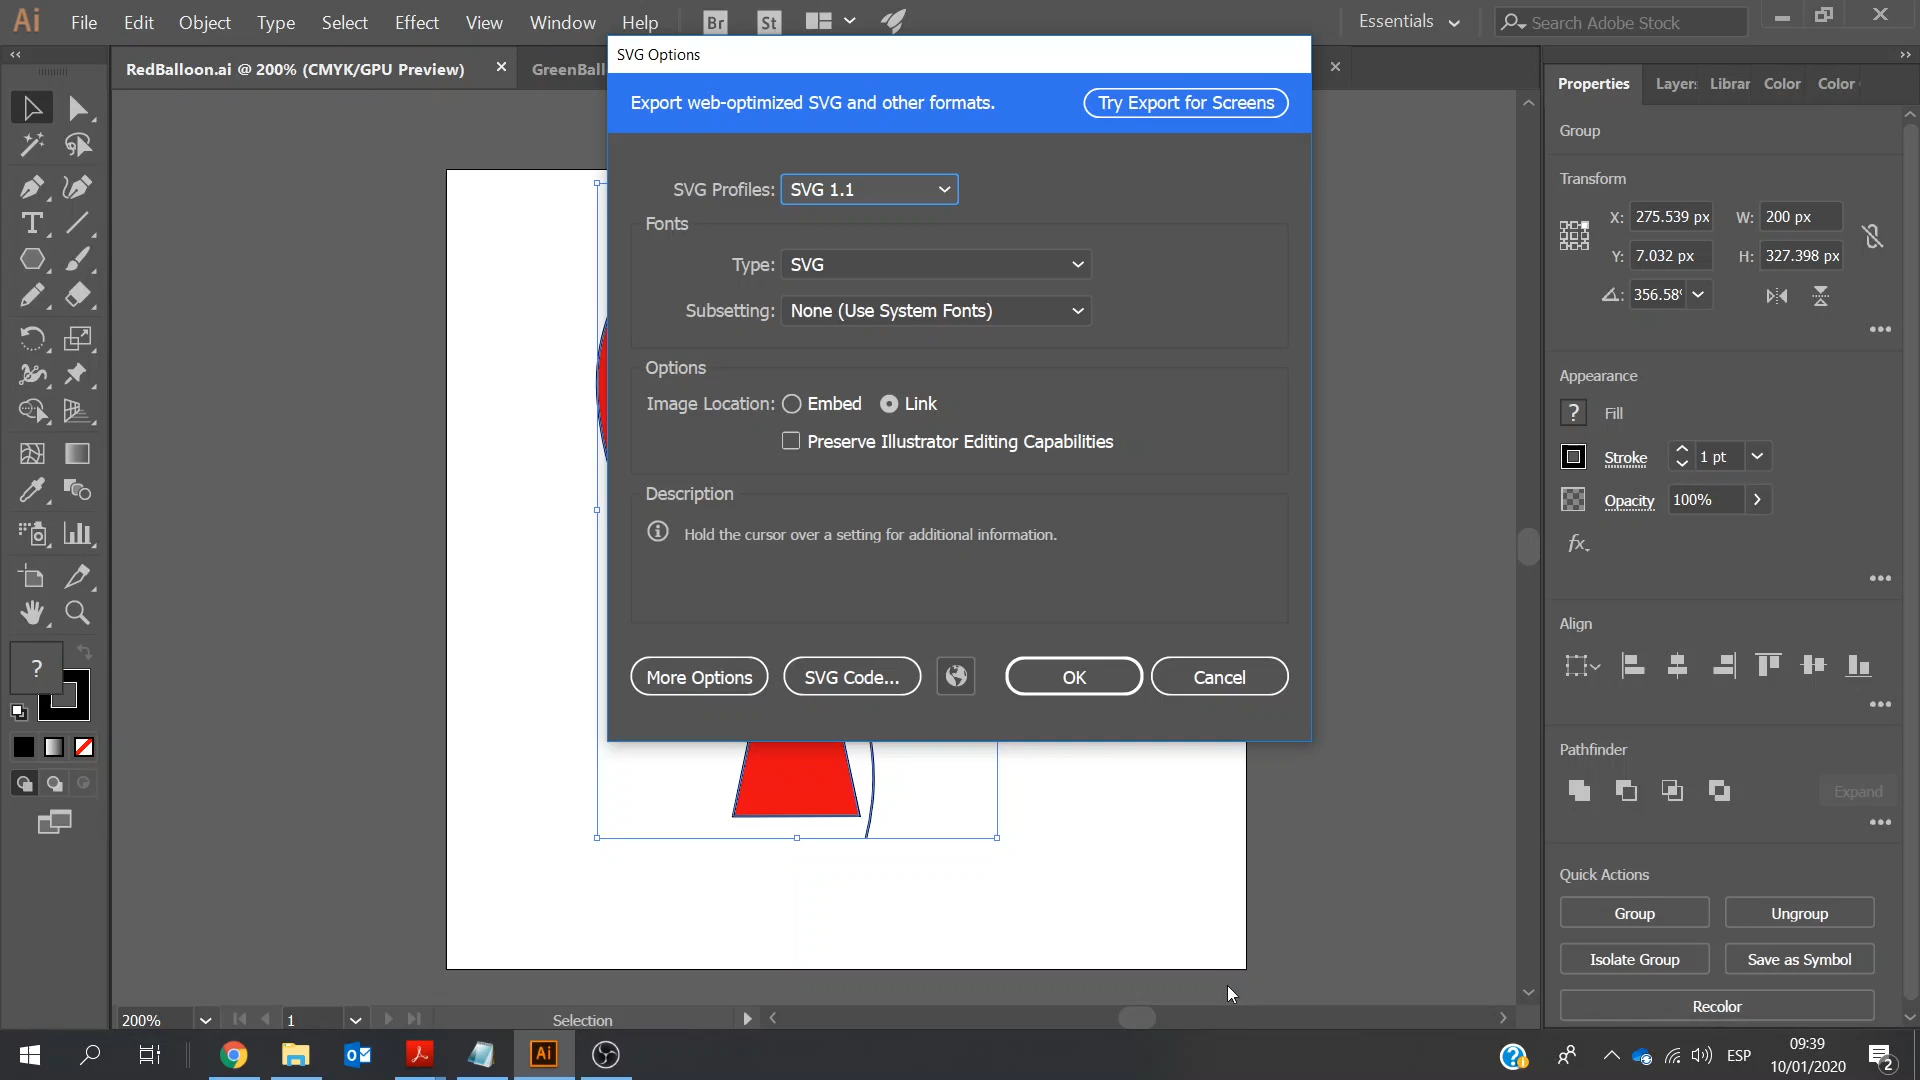 Ai File Edit Object Type Select Effect View Window Help Br St Essentials Search Adobe Stock
RedBalloon.ai @ 200% (CMYK/GPU Preview)
SVG Options
Export web-optimized SVG and other formats. Try Export for Screens
SVG Profiles: SVG 1.1
Fonts
Type: SVG
Subsetting: None (Use System Fonts)
Options
Image Location: Embed Link
Preserve Illustrator Editing Capabilities
Description
Hold the cursor over a setting for additional information.
More Options SVG Code... OK Cancel
Properties Color Color
Group
Transform
X: 275.539 px W: 200 px
Y: 7.032 px H: 327.398 px
356.58°
Appearance
? Fill
Stroke 1 pt
Opacity 100%
fx.
Align
Pathfinder
Expand
Quick Actions
Group Ungroup
Isolate Group Save as Symbol
Recolor
?
200% 1 Selection
Ai ESP 09:39
10/01/2020 2